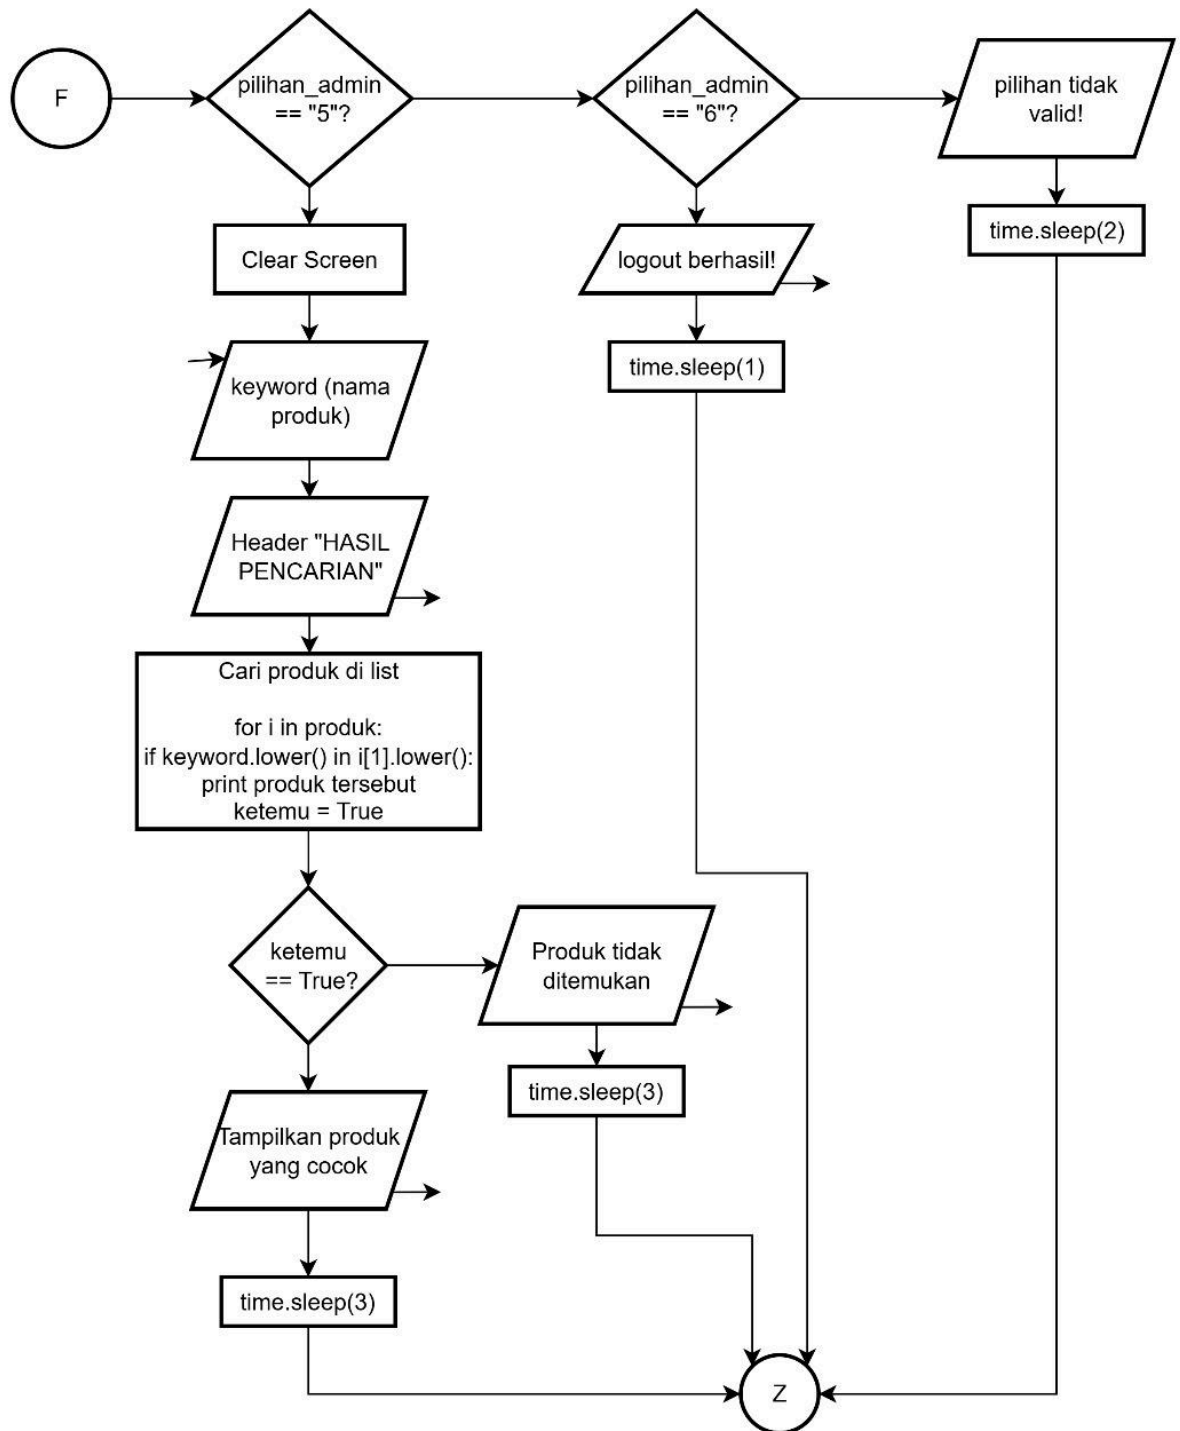 F
pilihan_admin
== "5"?
pilihan_admin
== "6"?
pilihan tidak
valid!
time.sleep(2)
Clear Screen
logout berhasil!
time.sleep(1)
keyword (nama
produk)
Header "HASIL
PENCARIAN"
Cari produk di list
for i in produk:
if keyword.lower() in i[1].lower():
print produk tersebut
ketemu = True
ketemu
== True?
Produk tidak
ditemukan
time.sleep(3)
Tampilkan produk
yang cocok
time.sleep(3)
Z